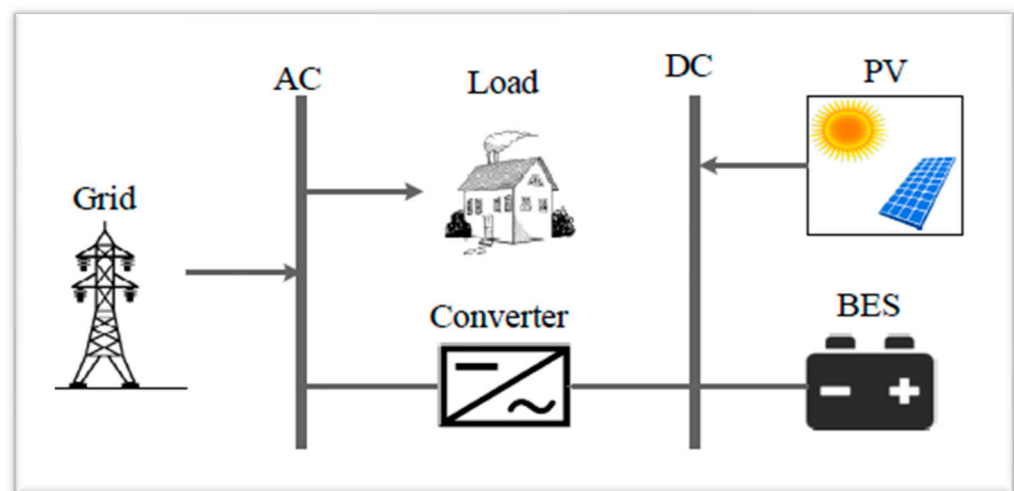 AC
Load
DC
PV
Grid
Converter
BES